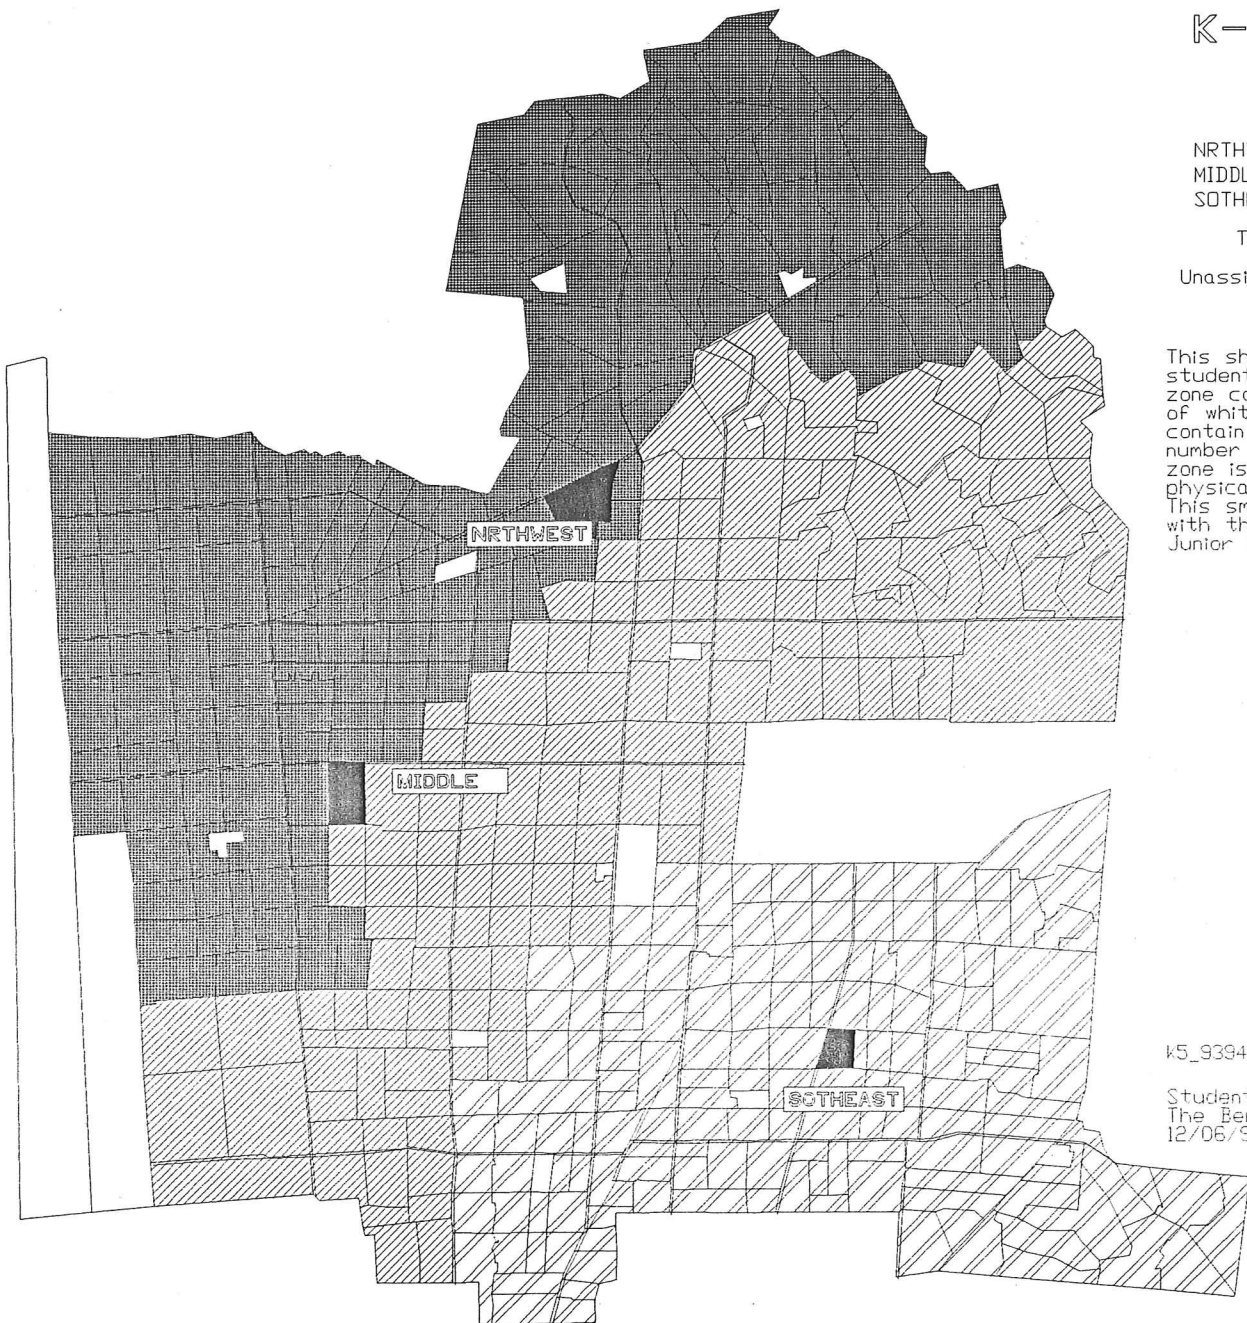 K-
NRTH
MIDDL
SOTH
T
Unassi
This sh
student
zone co
of whit
contain
number
zone is
physica
This sm
with th
Junior
NRTHWEST
MIDDLE
SOTHEAST
K5_9394
Student
The Be
12/06/9